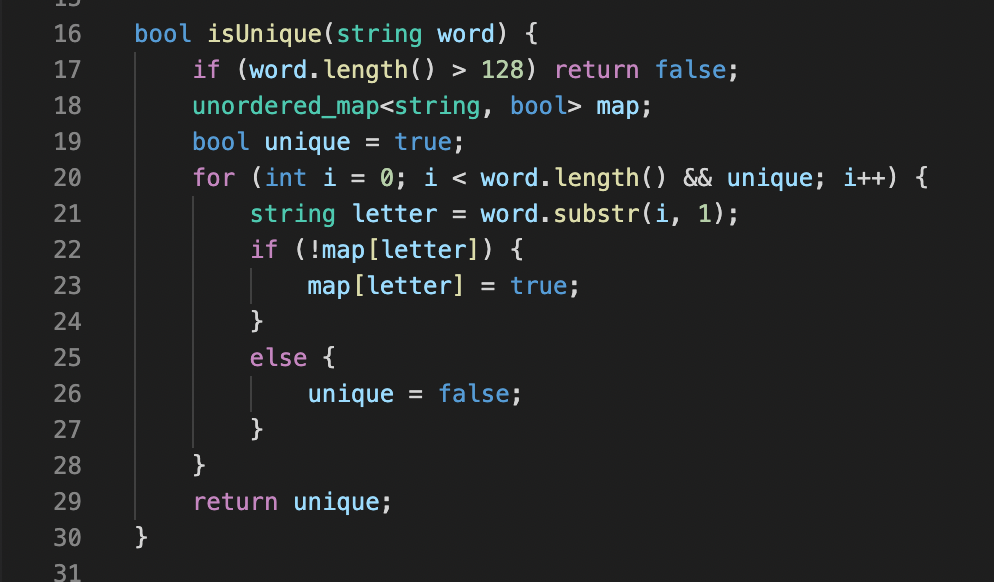 15
16 bool isUnique(string word) {
17 if (word.length() > 128) return false;
18 unordered_map<string, bool> map;
19 bool unique = true;
20 for (int i = 0; i < word.length() && unique; i++) {
21 string letter = word.substr(i, 1);
22 if (!map[letter]) {
23 map[letter] = true;
24 }
25 else {
26 unique = false;
27 }
28 }
29 return unique;
30 }
31